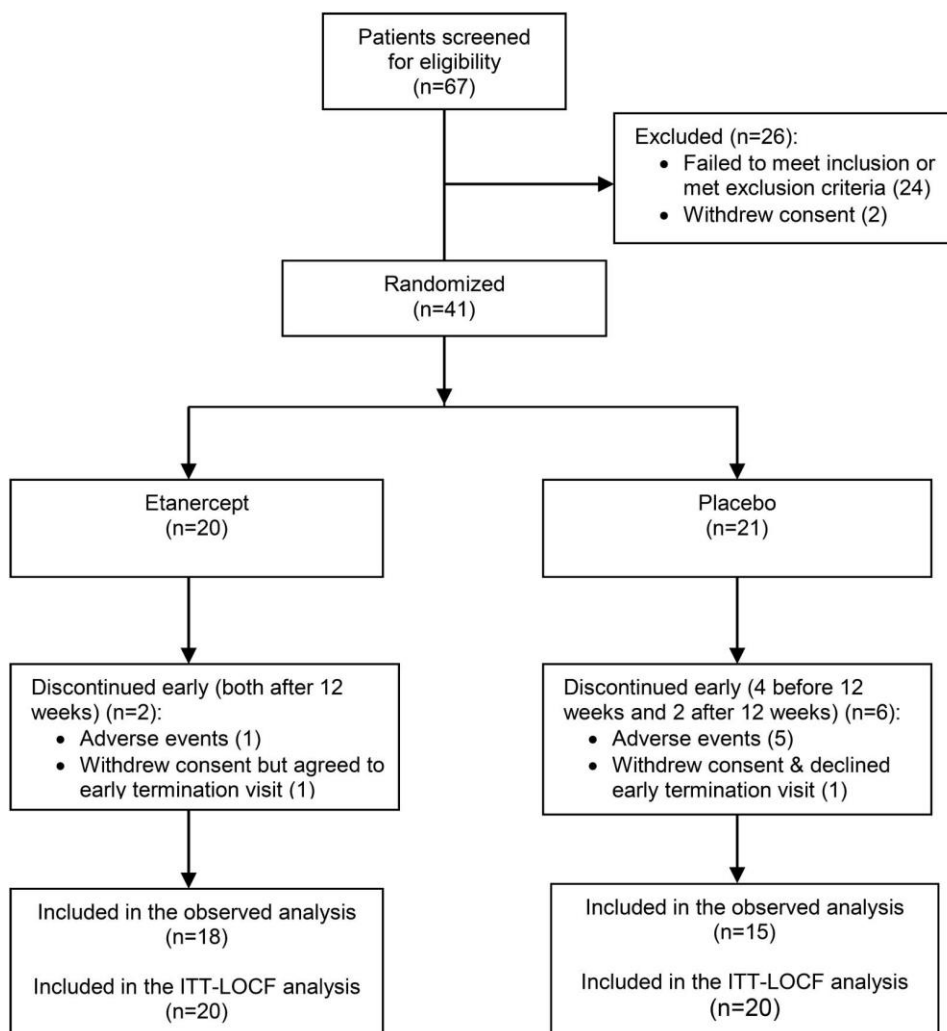 Patients screened
for eligibility
(n=67)
Excluded (n=26):
• Failed to meet inclusion or
met exclusion criteria (24)
• Withdrew consent (2)
Randomized
(n=41)
Etanercept
(n=20)
Placebo
(n=21)
Discontinued early (both after 12
weeks) (n=2):
• Adverse events (1)
• Withdrew consent but agreed to
early termination visit (1)
Discontinued early (4 before 12
weeks and 2 after 12 weeks) (n=6):
• Adverse events (5)
• Withdrew consent & declined
early termination visit (1)
Included in the observed analysis
(n=18)
Included in the ITT-LOCF analysis
(n=20)
Included in the observed analysis
(n=15)
Included in the ITT-LOCF analysis
(n=20)